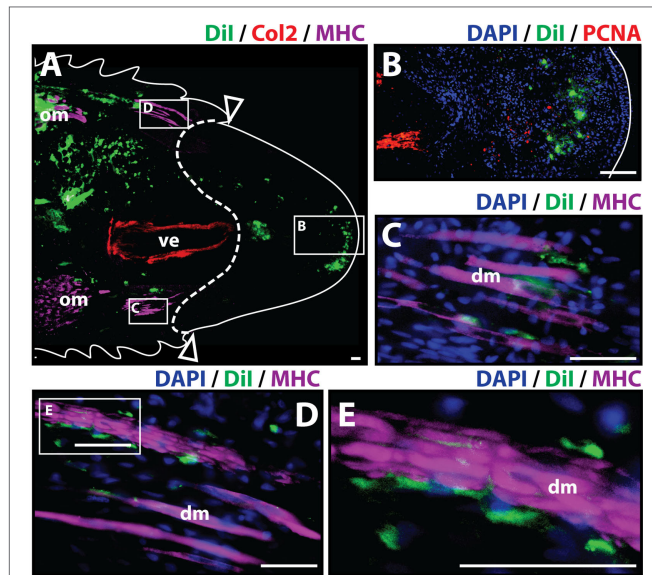 DiI / Col2 / MHC
A
D
om
ve
B
om
C
DAPI / DiI / PCNA
B
DAPI / DiI / MHC
C
dm
DAPI / DiI / MHC
D
E
dm
DAPI / DiI / MHC
E
dm